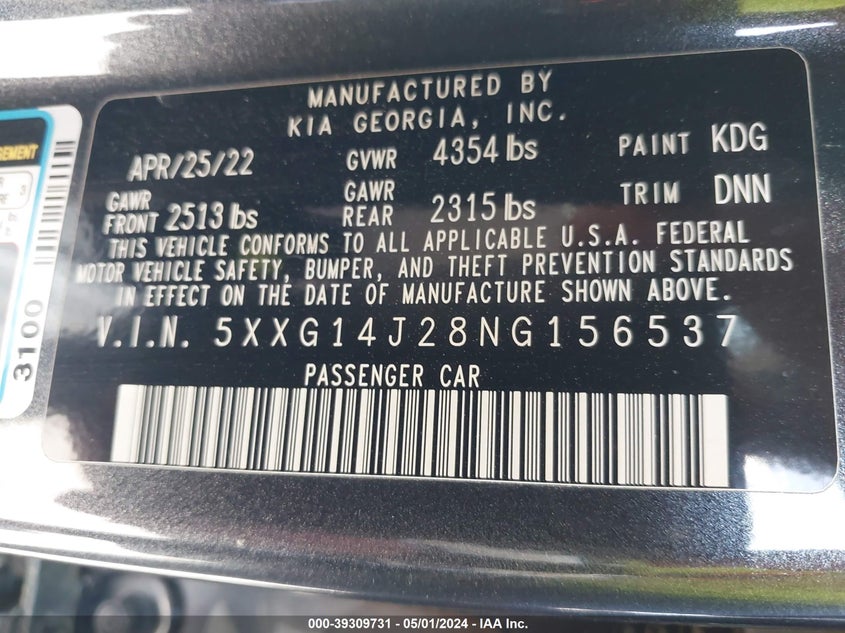 MANUFACTURED BY
KIA GEORGIA, INC.
APR/25/22 GVWR 4354 lbs PAINT KDG
GAWR FRONT 2513 lbs GAWR REAR 2315 lbs TRIM DNN
THIS VEHICLE CONFORMS TO ALL APPLICABLE U.S.A. FEDERAL
MOTOR VEHICLE SAFETY, BUMPER, AND THEFT PREVENTION STANDARDS
IN EFFECT ON THE DATE OF MANUFACTURE SHOWN ABOVE.
V.I.N. 5XXG14J28NG156537
PASSENGER CAR
3100
000-39309731 - 05/01/2024 - IAA Inc.